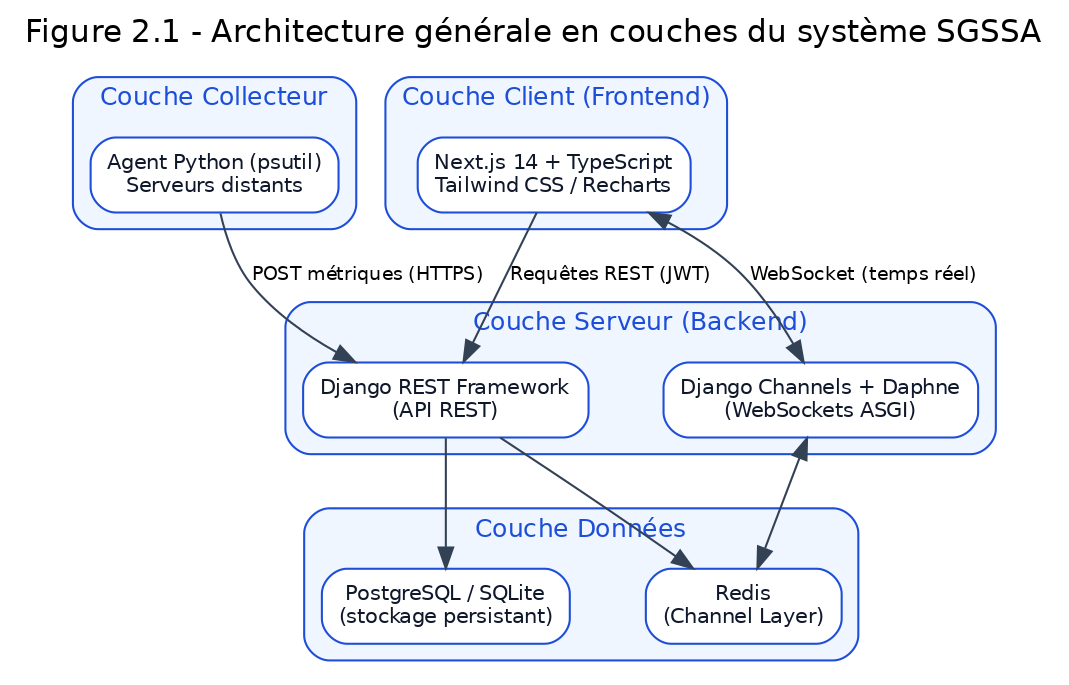 Figure 2.1 - Architecture générale en couches du système SGSSA
Couche Collecteur
Agent Python (psutil)
Serveurs distants
Couche Client (Frontend)
Next.js 14 + TypeScript
Tailwind CSS / Recharts
POST métriques (HTTPS)
Requêtes REST (JWT)
WebSocket (temps réel)
Couche Serveur (Backend)
Django REST Framework
(API REST)
Django Channels + Daphne
(WebSockets ASGI)
Couche Données
PostgreSQL / SQLite
(stockage persistant)
Redis
(Channel Layer)